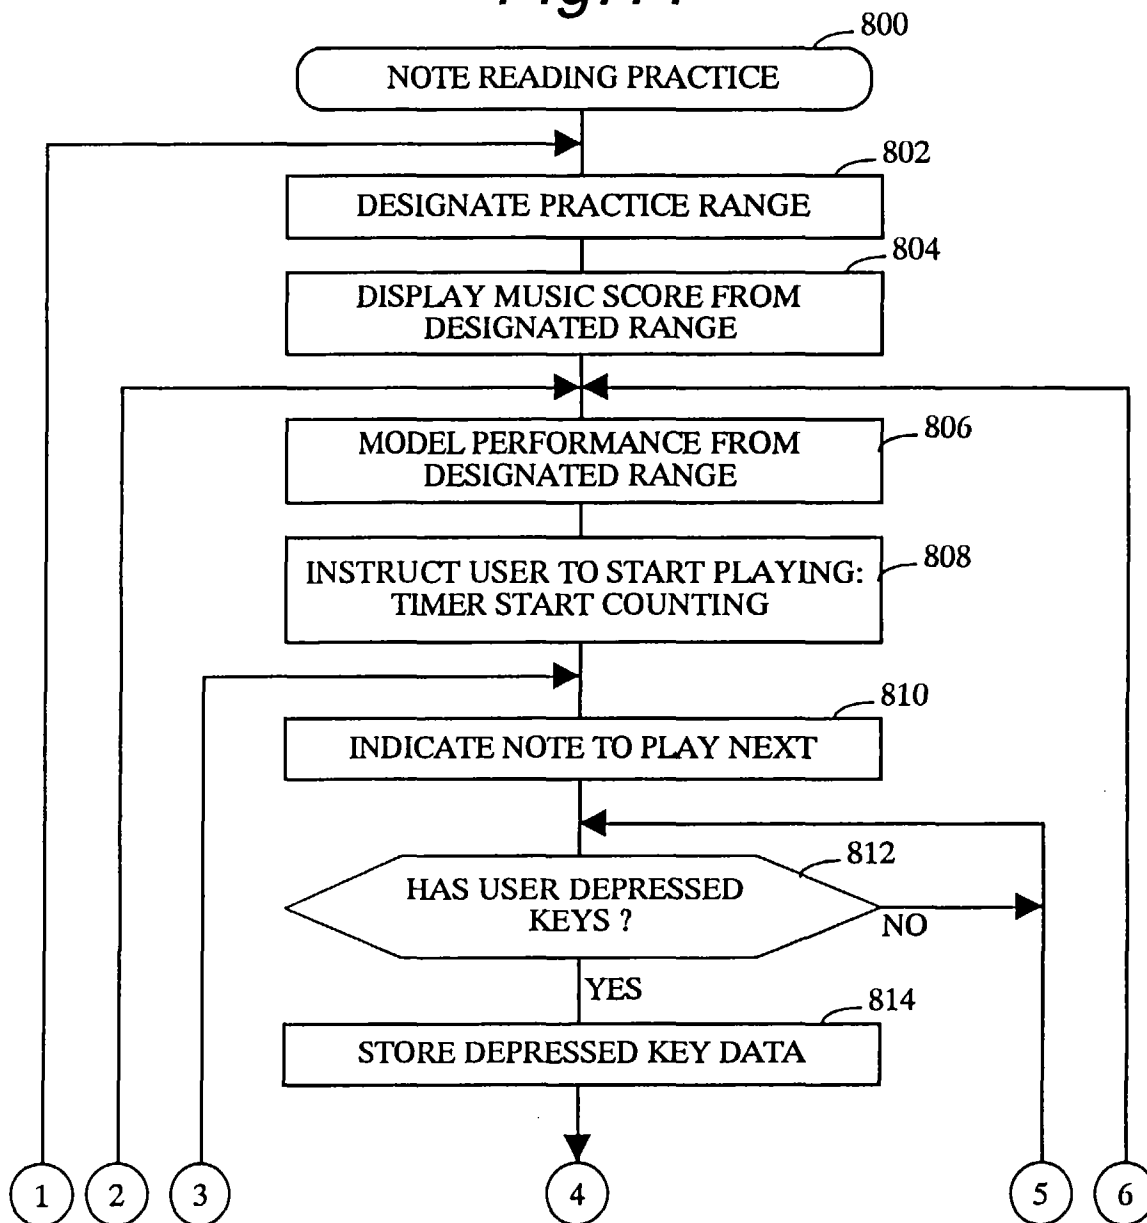 800
NOTE READING PRACTICE
802
DESIGNATE PRACTICE RANGE
804
DISPLAY MUSIC SCORE FROM
DESIGNATED RANGE
806
MODEL PERFORMANCE FROM
DESIGNATED RANGE
808
INSTRUCT USER TO START PLAYING:
TIMER START COUNTING
810
INDICATE NOTE TO PLAY NEXT
812
HAS USER DEPRESSED
KEYS ?
NO
YES
814
STORE DEPRESSED KEY DATA
1 2 3 4 5 6